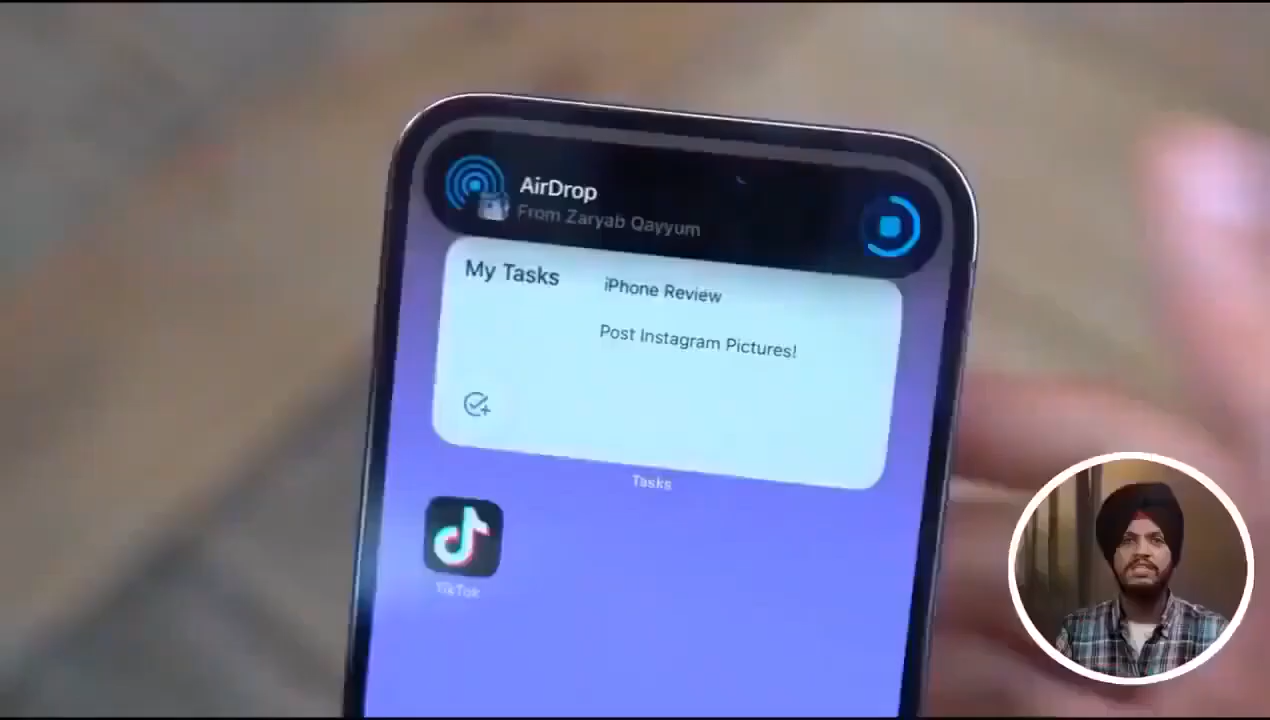 AirDrop
From Zaryab Qayyum
My Tasks
iPhone Review
Post Instagram Pictures!
Tasks
TikTok